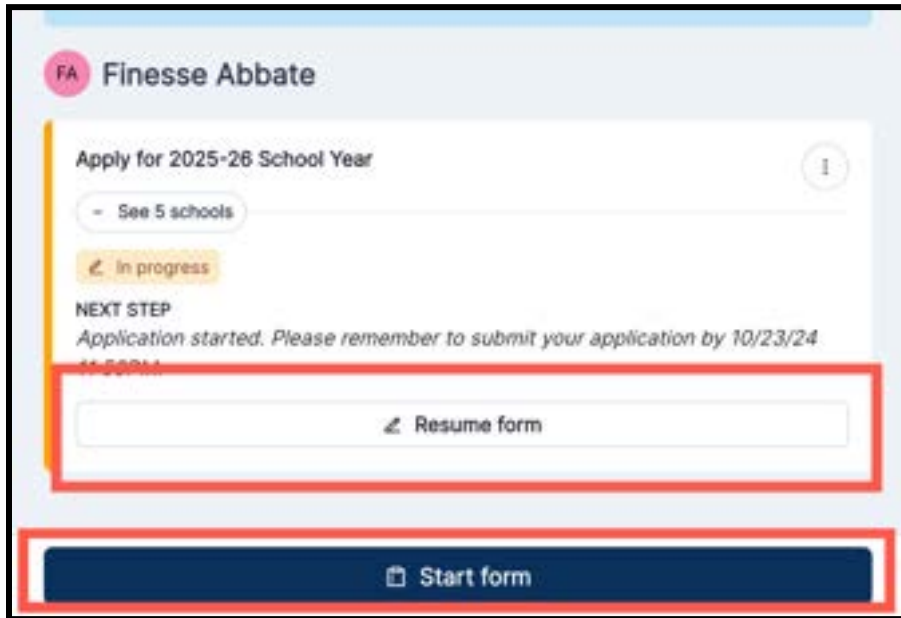 FA Finesse Abbate
Apply for 2025-26 School Year
- See 5 schools
In progress
NEXT STEP
Application started. Please remember to submit your application by 10/23/24
Resume form
Start form